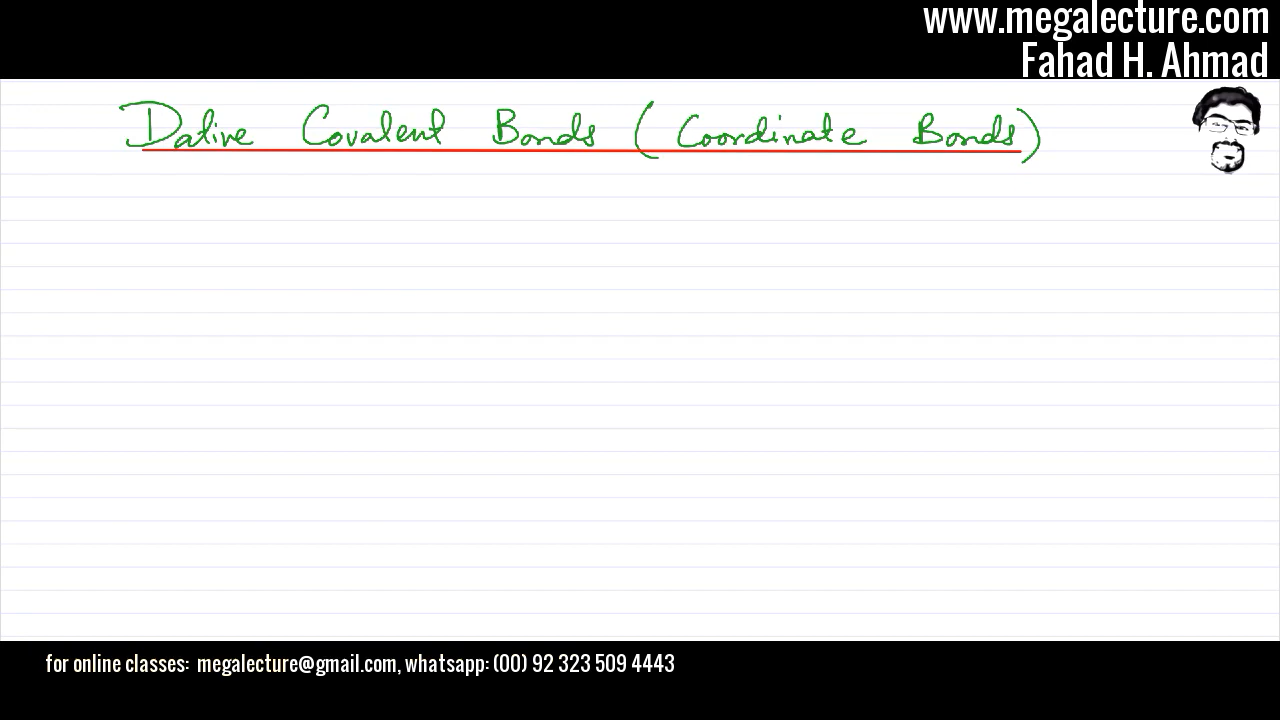 www.megalecture.com
Fahad H. Ahmad
Dative Covalent Bonds (Coordinate Bonds)
for online classes: megalecture@gmail.com, whatsapp: (00) 92 323 509 4443